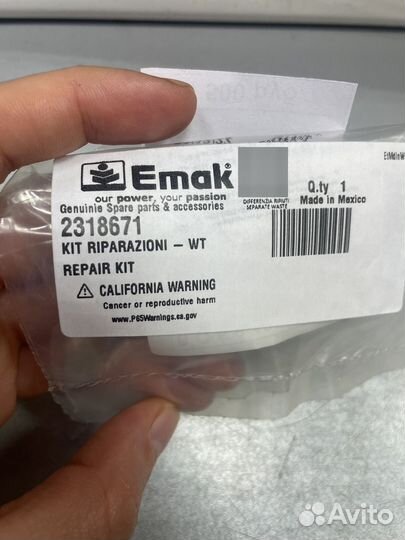 Emak®
our power, your passion
Genuinie Spare parts & accessories
2318671
KIT RIPARAZIONI - WT
REPAIR KIT
⚠ CALIFORNIA WARNING
Cancer or reproductive harm
www.P65Warnings.ca.gov
DIFFERENZIA RIFIUTI
SEPARATE WASTE
Q.ty 1
Made in Mexico
Avito